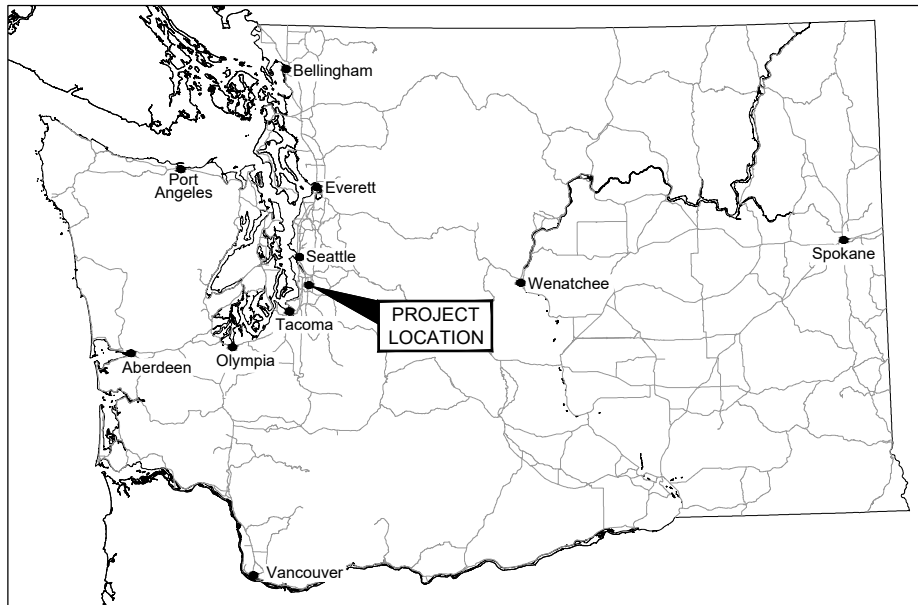 Bellingham
Port
Angeles
Everett
Seattle
Spokane
Wenatchee
PROJECT
LOCATION
Tacoma
Olympia
Aberdeen
Vancouver